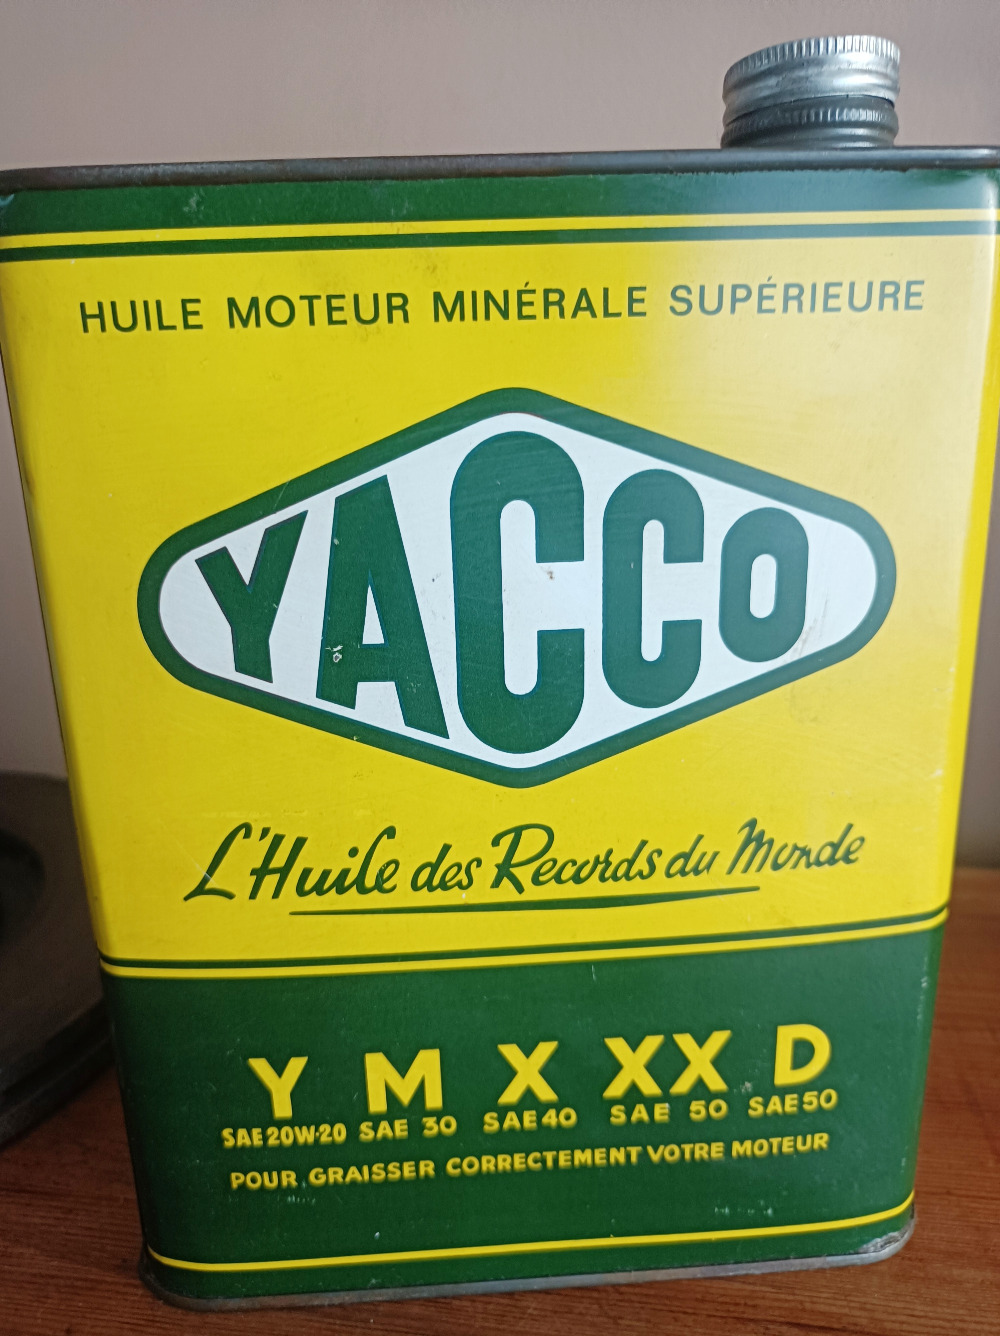 HUILE MOTEUR MINÉRALE SUPÉRIEURE
YACCO
L'Huile des Records du Monde
Y M X XX D
SAE 20W-20 SAE 30 SAE 40 SAE 50 SAE 50
POUR GRAISSER CORRECTEMENT VOTRE MOTEUR